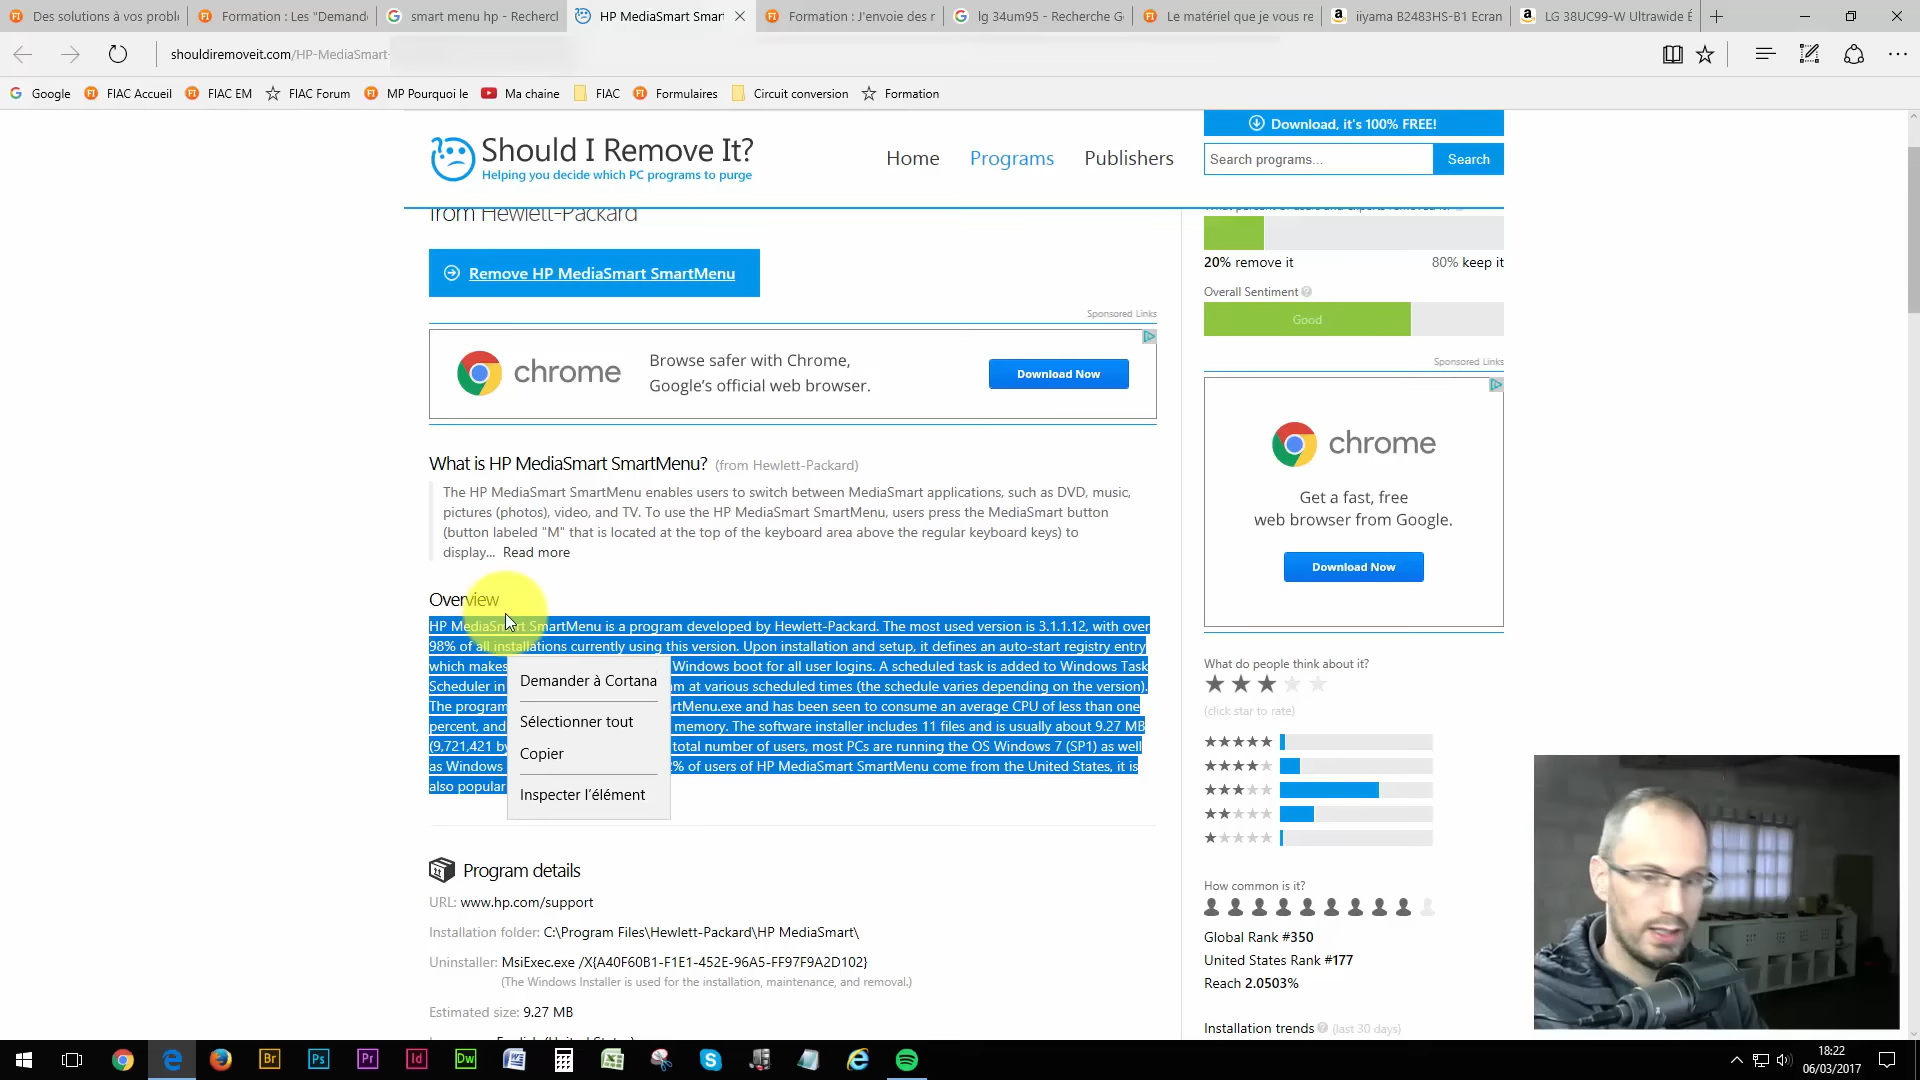 Des solutions à vos probl
Formation : Les "Demand
smart menu hp - Recherch
HP MediaSmart Smart
Formation : J'envoie des r
lg 34um95 - Recherche G
Le matériel que je vous re
iiyama B2483HS-B1 Ecran
LG 38UC99-W Ultrawide É
shouldiremoveit.com/HP-MediaSmart-
Google
FIAC Accueil
FIAC EM
FIAC Forum
MP Pourquoi le
Ma chaine
FIAC
Formulaires
Circuit conversion
Formation
Should I Remove It?
Helping you decide which PC programs to purge
Home
Programs
Publishers
Download, it's 100% FREE!
Search programs...
Search
from Hewlett-Packard
Remove HP MediaSmart SmartMenu
Sponsored Links
chrome
Browse safer with Chrome,
Google's official web browser.
Download Now
What is HP MediaSmart SmartMenu? (from Hewlett-Packard)
The HP MediaSmart SmartMenu enables users to switch between MediaSmart applications, such as DVD, music,
pictures (photos), video, and TV. To use the HP MediaSmart SmartMenu, users press the MediaSmart button
(button labeled "M" that is located at the top of the keyboard area above the regular keyboard keys) to
display... Read more
Overview
HP MediaSmart SmartMenu is a program developed by Hewlett-Packard. The most used version is 3.1.1.12, with over
98% of all installations currently using this version. Upon installation and setup, it defines an auto-start registry entry
which makes Windows boot for all user logins. A scheduled task is added to Windows Task
Scheduler in at various scheduled times (the schedule varies depending on the version).
The program rtMenu.exe and has been seen to consume an average CPU of less than one
percent, and memory. The software installer includes 11 files and is usually about 9.27 MB
(9,721,421 by total number of users, most PCs are running the OS Windows 7 (SP1) as well
as Windows % of users of HP MediaSmart SmartMenu come from the United States, it is
also popular
Demander à Cortana
Sélectionner tout
Copier
Inspecter l'élément
Program details
URL: www.hp.com/support
Installation folder: C:\Program Files\Hewlett-Packard\HP MediaSmart\
Uninstaller: MsiExec.exe /X{A40F60B1-F1E1-452E-96A5-FF97F9A2D102}
(The Windows Installer is used for the installation, maintenance, and removal.)
Estimated size: 9.27 MB
20% remove it
80% keep it
Overall Sentiment
Good
Sponsored Links
chrome
Get a fast, free
web browser from Google.
Download Now
What do people think about it?
(click star to rate)
How common is it?
Global Rank #350
United States Rank #177
Reach 2.0503%
Installation trends (last 30 days)
Br
Ps
Pr
Id
Dw
18:22
06/03/2017